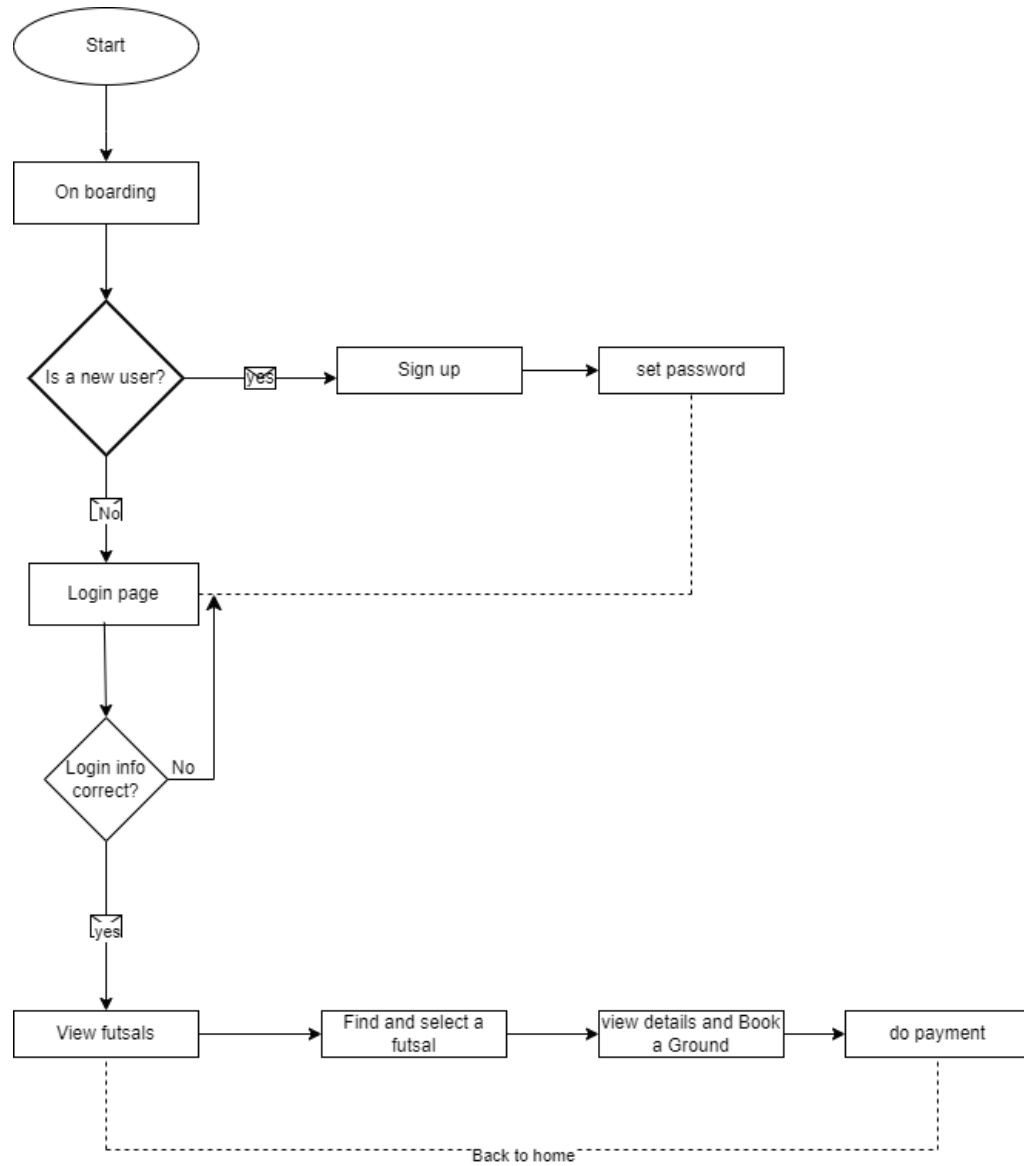 Start
On boarding
Is a new user?
yes
Sign up
set password
No
Login page
Login info
correct?
No
yes
View futsals
Find and select a
futsal
view details and Book
a Ground
do payment
Back to home